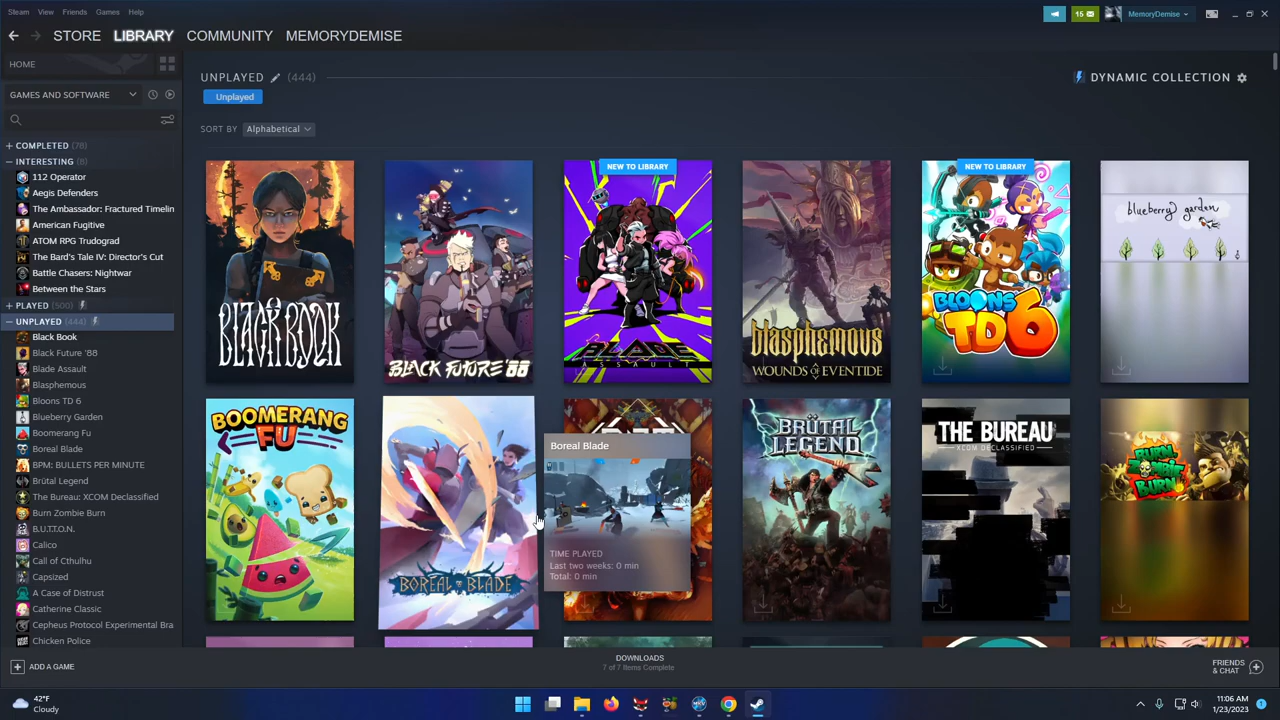 Steam View Friends Games Help
15 MemoryDemise
STORE LIBRARY COMMUNITY MEMORYDEMISE
HOME
GAMES AND SOFTWARE
COMPLETED (78)
INTERESTING (8)
112 Operator
Aegis Defenders
The Ambassador: Fractured Timelin
American Fugitive
ATOM RPG Trudograd
The Bard's Tale IV: Director's Cut
Battle Chasers: Nightwar
Between the Stars
PLAYED (500)
UNPLAYED (444)
Black Book
Black Future '88
Blade Assault
Blasphemous
Bloons TD 6
Blueberry Garden
Boomerang Fu
Boreal Blade
BPM: BULLETS PER MINUTE
Brütal Legend
The Bureau: XCOM Declassified
Burn Zombie Burn
B.U.T.T.O.N.
Calico
Call of Cthulhu
Capsized
A Case of Distrust
Catherine Classic
Cepheus Protocol Experimental Bra
Chicken Police
ADD A GAME
UNPLAYED (444)
DYNAMIC COLLECTION
Unplayed
SORT BY Alphabetical
BLACK BOOK
BLACK FUTURE '88
NEW TO LIBRARY
BLADE
ASSAULT
blasphemous
WOUNDS OF EVENTIDE
NEW TO LIBRARY
BLOONS
TD 6
blueberry garden
BOOMERANG
FU
BOREAL BLADE
Boreal Blade
TIME PLAYED
Last two weeks: 0 min
Total: 0 min
BRÜTAL
LEGEND
THE BUREAU
XCOM DECLASSIFIED
BURN
ZOMBIE
BURN!
DOWNLOADS
7 of 7 Items Complete
FRIENDS
& CHAT
42°F
Cloudy
11:06 AM
1/23/2023